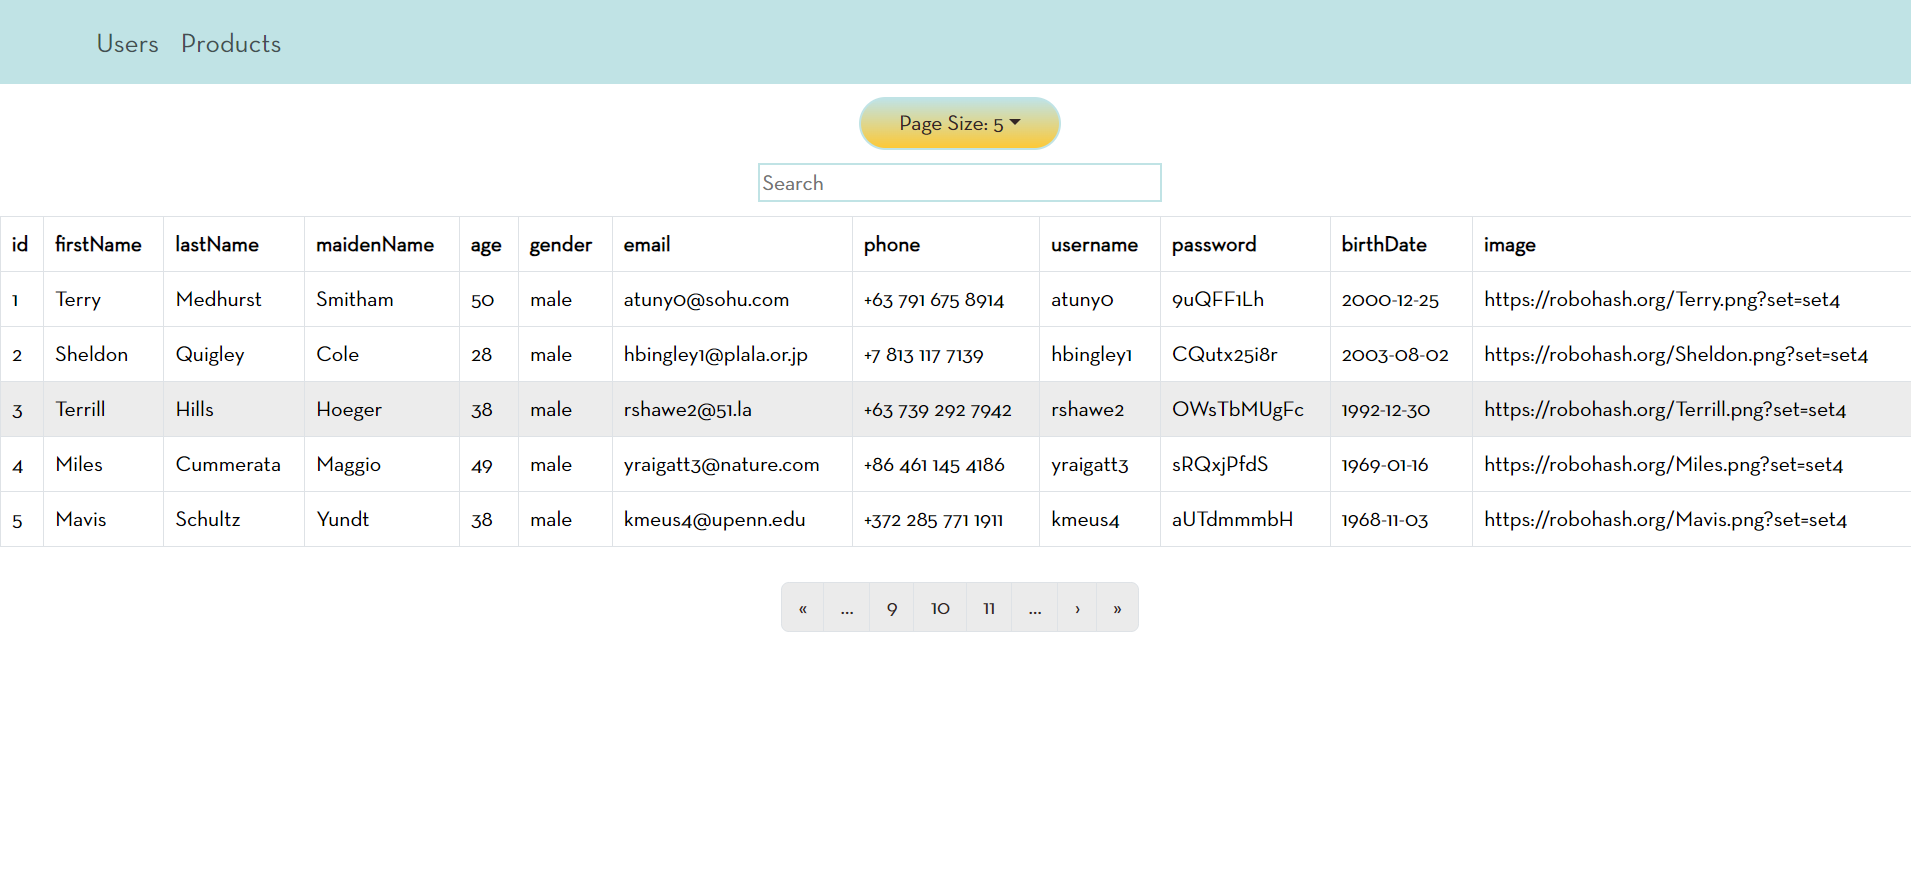 Users Products
Page Size: 5
Search
id firstName lastName maidenName age gender email phone username password birthDate image
1 Terry Medhurst Smitham 50 male atuny0@sohu.com +63 791 675 8914 atuny0 9uQFF1Lh 2000-12-25 https://robohash.org/Terry.png?set=set4
2 Sheldon Quigley Cole 28 male hbingley1@plala.or.jp +7 813 117 7139 hbingley1 CQutx25i8r 2003-08-02 https://robohash.org/Sheldon.png?set=set4
3 Terrill Hills Hoeger 38 male rshawe2@51.la +63 739 292 7942 rshawe2 OWsTbMUgFc 1992-12-30 https://robohash.org/Terrill.png?set=set4
4 Miles Cummerata Maggio 49 male yraigatt3@nature.com +86 461 145 4186 yraigatt3 sRQxjPfdS 1969-01-16 https://robohash.org/Miles.png?set=set4
5 Mavis Schultz Yundt 38 male kmeus4@upenn.edu +372 285 771 1911 kmeus4 aUTdmmmbH 1968-11-03 https://robohash.org/Mavis.png?set=set4
« ... 9 10 11 ... › »